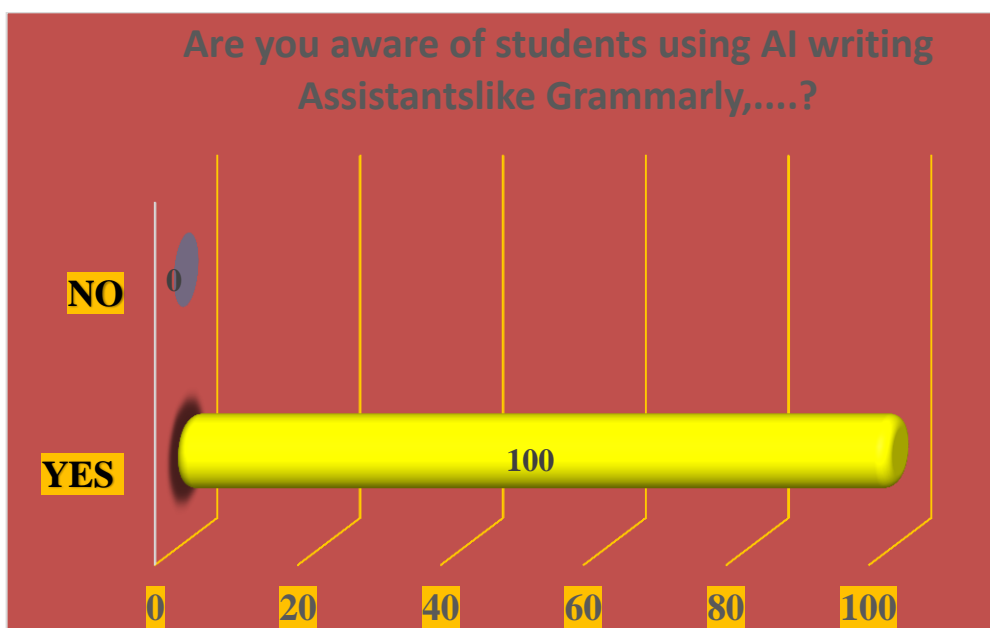 Are you aware of students using AI writing
Assistantslike Grammarly,....?
NO
0
YES
100
0 20 40 60 80 100